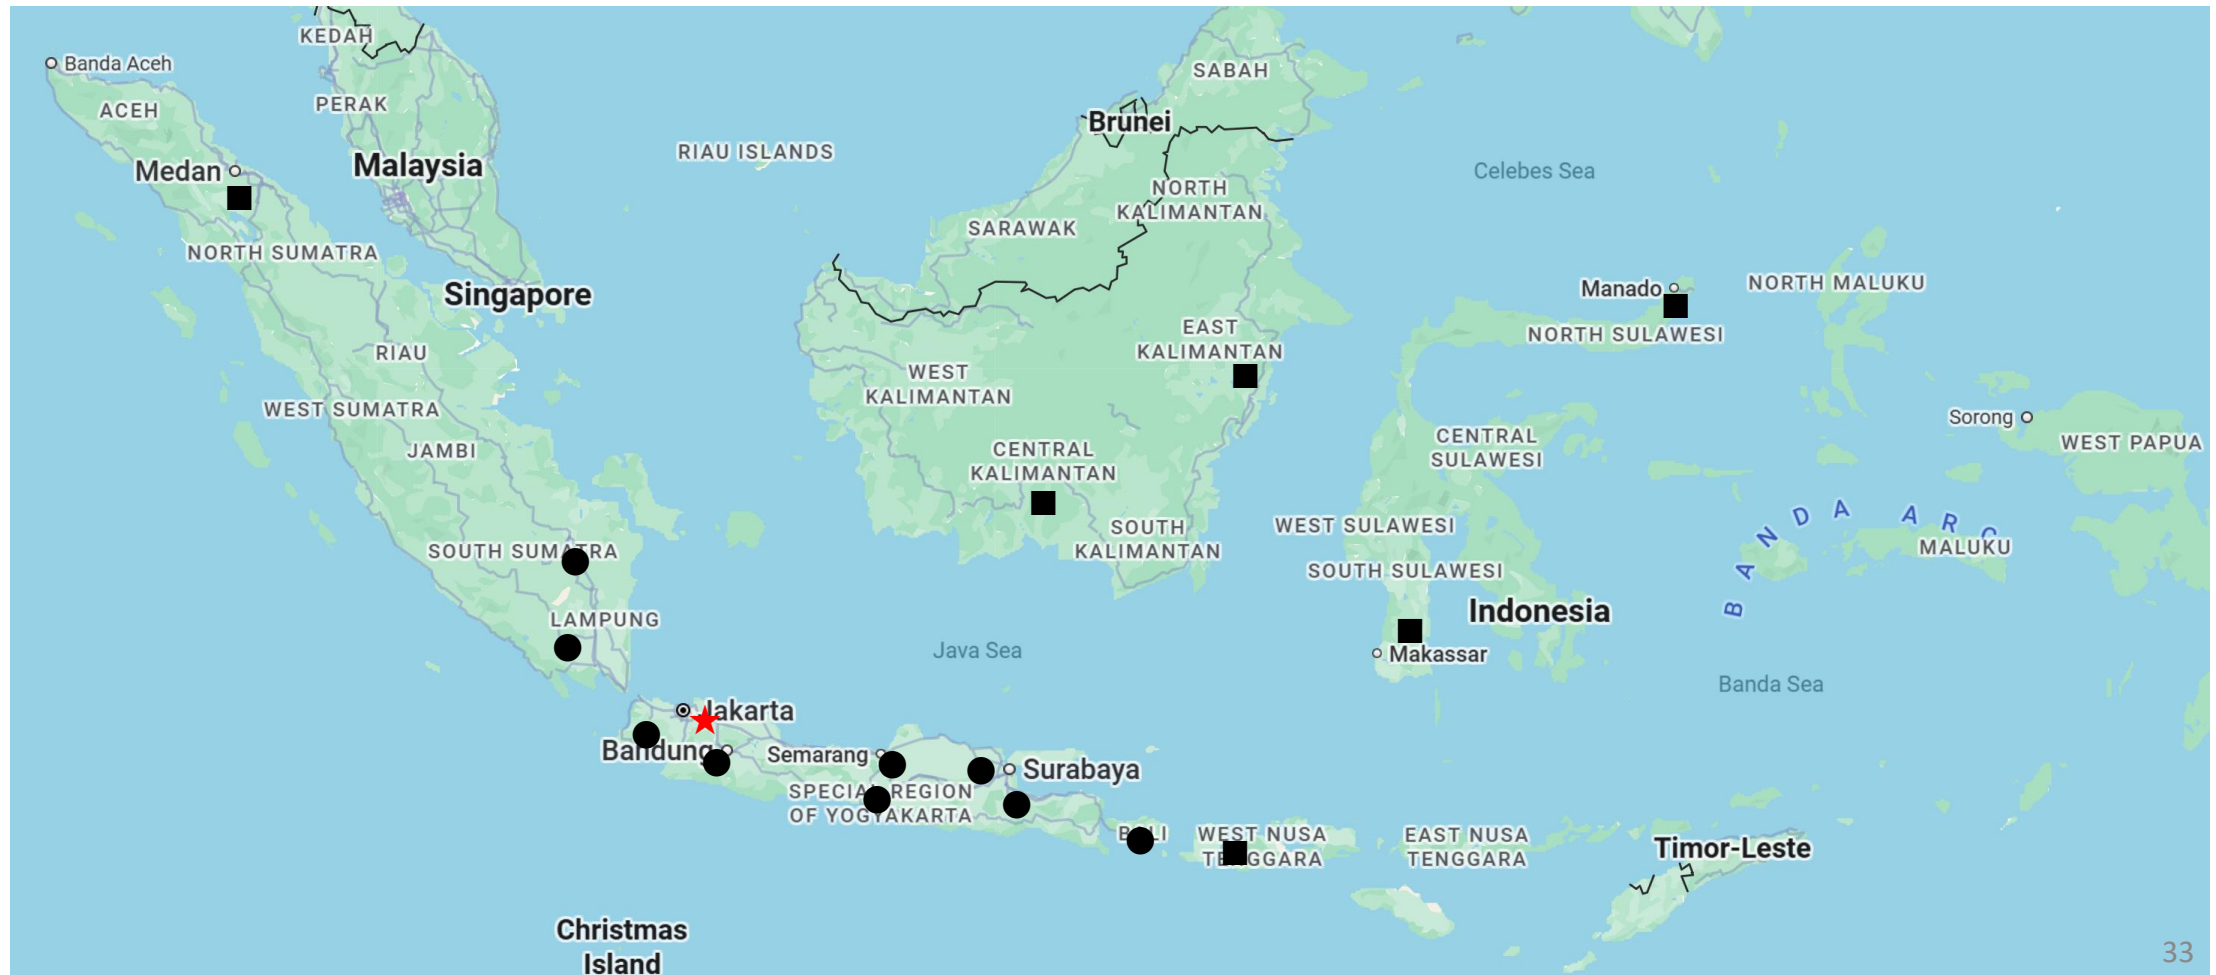 KEDAH
Banda Aceh
SABAH
PERAK
ACEH
Brunei
RIAU ISLANDS
Malaysia
Medan
Celebes Sea
NORTH
KALIMANTAN
SARAWAK
NORTH SUMATRA
Singapore
Manado
NORTH MALUKU
NORTH SULAWESI
EAST
KALIMANTAN
RIAU
WEST
KALIMANTAN
WEST SUMATRA
Sorong
WEST PAPUA
JAMBI
CENTRAL
KALIMANTAN
CENTRAL
SULAWESI
BANDA ARC
MALUKU
WEST SULAWESI
SOUTH
KALIMANTAN
SOUTH SUMATRA
SOUTH SULAWESI
Indonesia
LAMPUNG
Java Sea
Makassar
Banda Sea
Jakarta
Bandung
Semarang
Surabaya
SPECIAL REGION
OF YOGYAKARTA
BALI
WEST NUSA
TENGGARA
EAST NUSA
TENGGARA
Timor-Leste
Christmas
Island
33